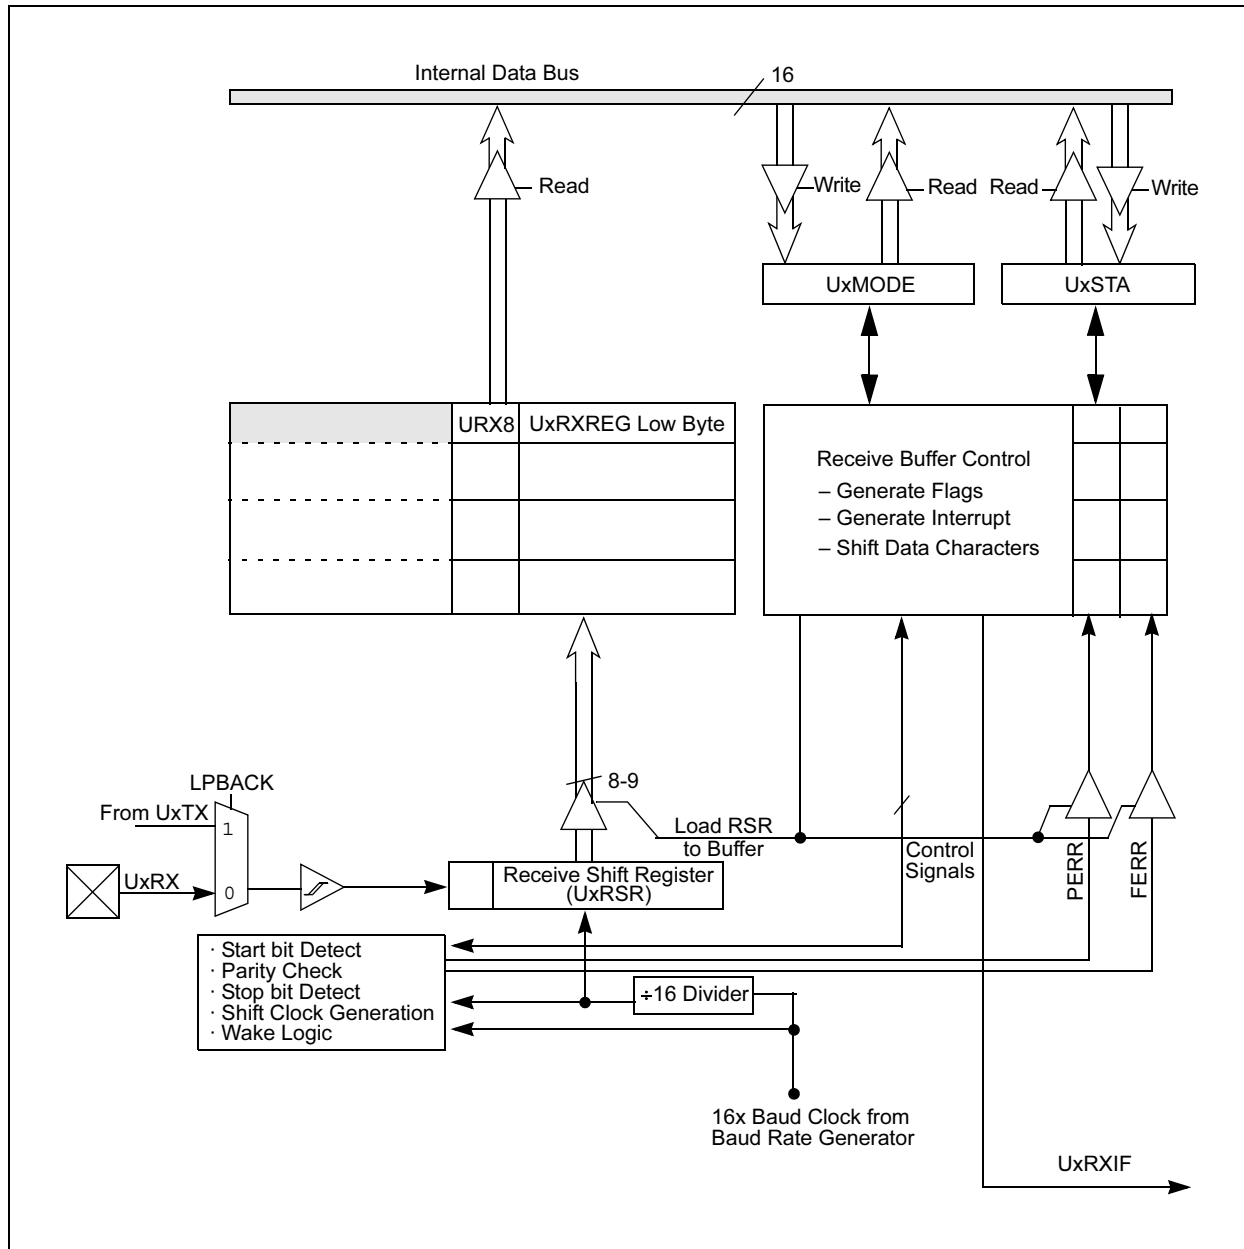 Internal Data Bus
16
Read
Write
Read
Read
Write
UxMODE
UxSTA
URX8
UxRXREG Low Byte
Receive Buffer Control
– Generate Flags
– Generate Interrupt
– Shift Data Characters
LPBACK
From UxTX
1
UxRX
0
8-9
Load RSR
to Buffer
Control
Signals
PERR
FERR
Receive Shift Register
(UxRSR)
· Start bit Detect
· Parity Check
· Stop bit Detect
· Shift Clock Generation
· Wake Logic
÷16 Divider
16x Baud Clock from
Baud Rate Generator
UxRXIF